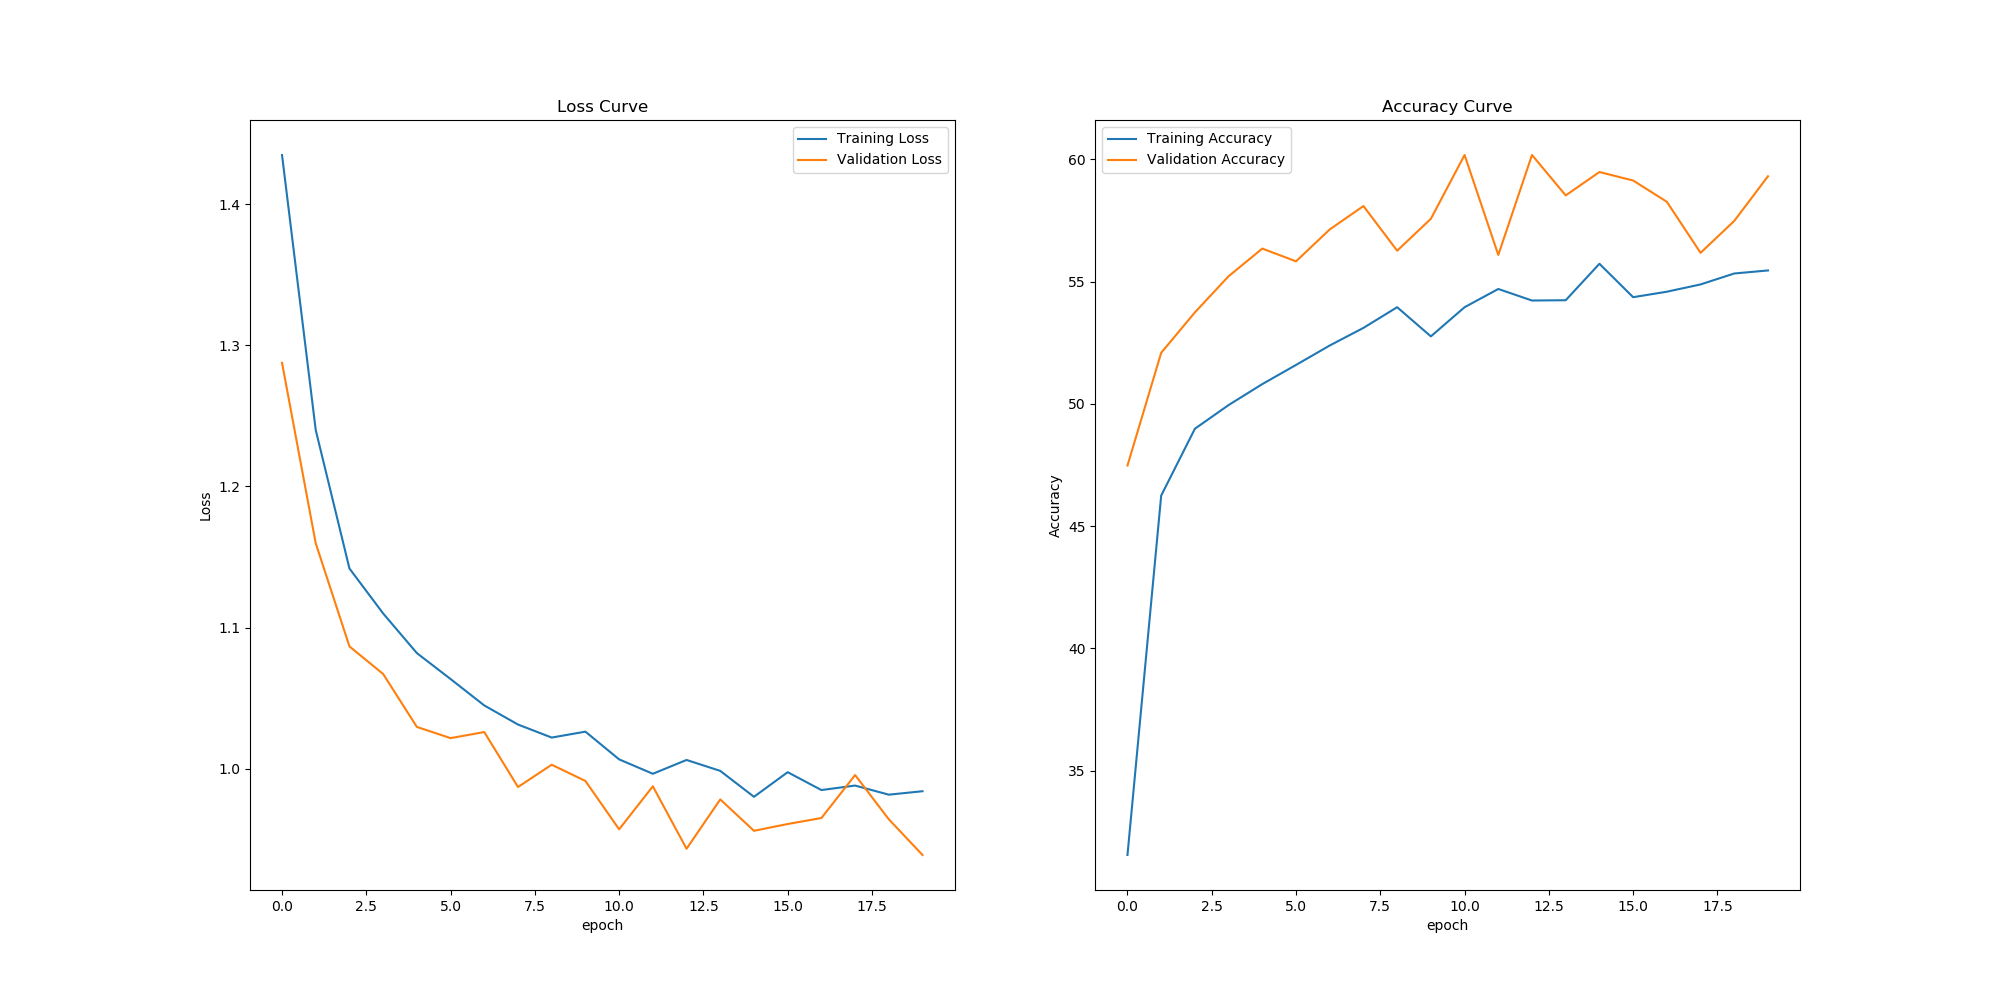 Loss Curve
Training Loss
Validation Loss
1.4
1.3
1.2
1.1
1.0
Loss
0.0 2.5 5.0 7.5 10.0 12.5 15.0 17.5
epoch
Accuracy Curve
Training Accuracy
Validation Accuracy
60
55
50
45
40
35
Accuracy
0.0 2.5 5.0 7.5 10.0 12.5 15.0 17.5
epoch